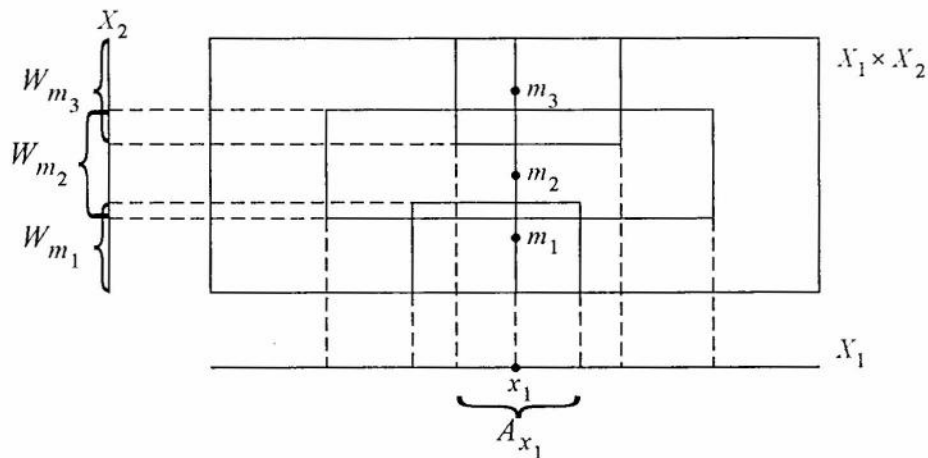 X_2
X_1 × X_2
W_{m_3}
m_3
W_{m_2}
m_2
W_{m_1}
m_1
X_1
x_1
A_{x_1}